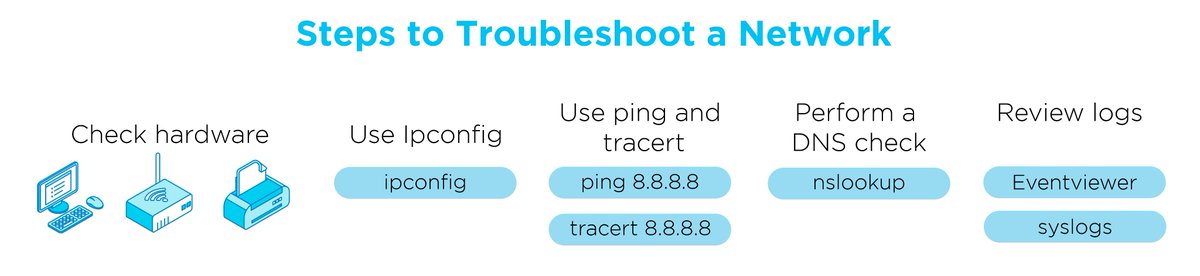 Steps to Troubleshoot a Network
Check hardware
Use Ipconfig
ipconfig
Use ping and
tracert
ping 8.8.8.8
tracert 8.8.8.8
Perform a
DNS check
nslookup
Review logs
Eventviewer
syslogs